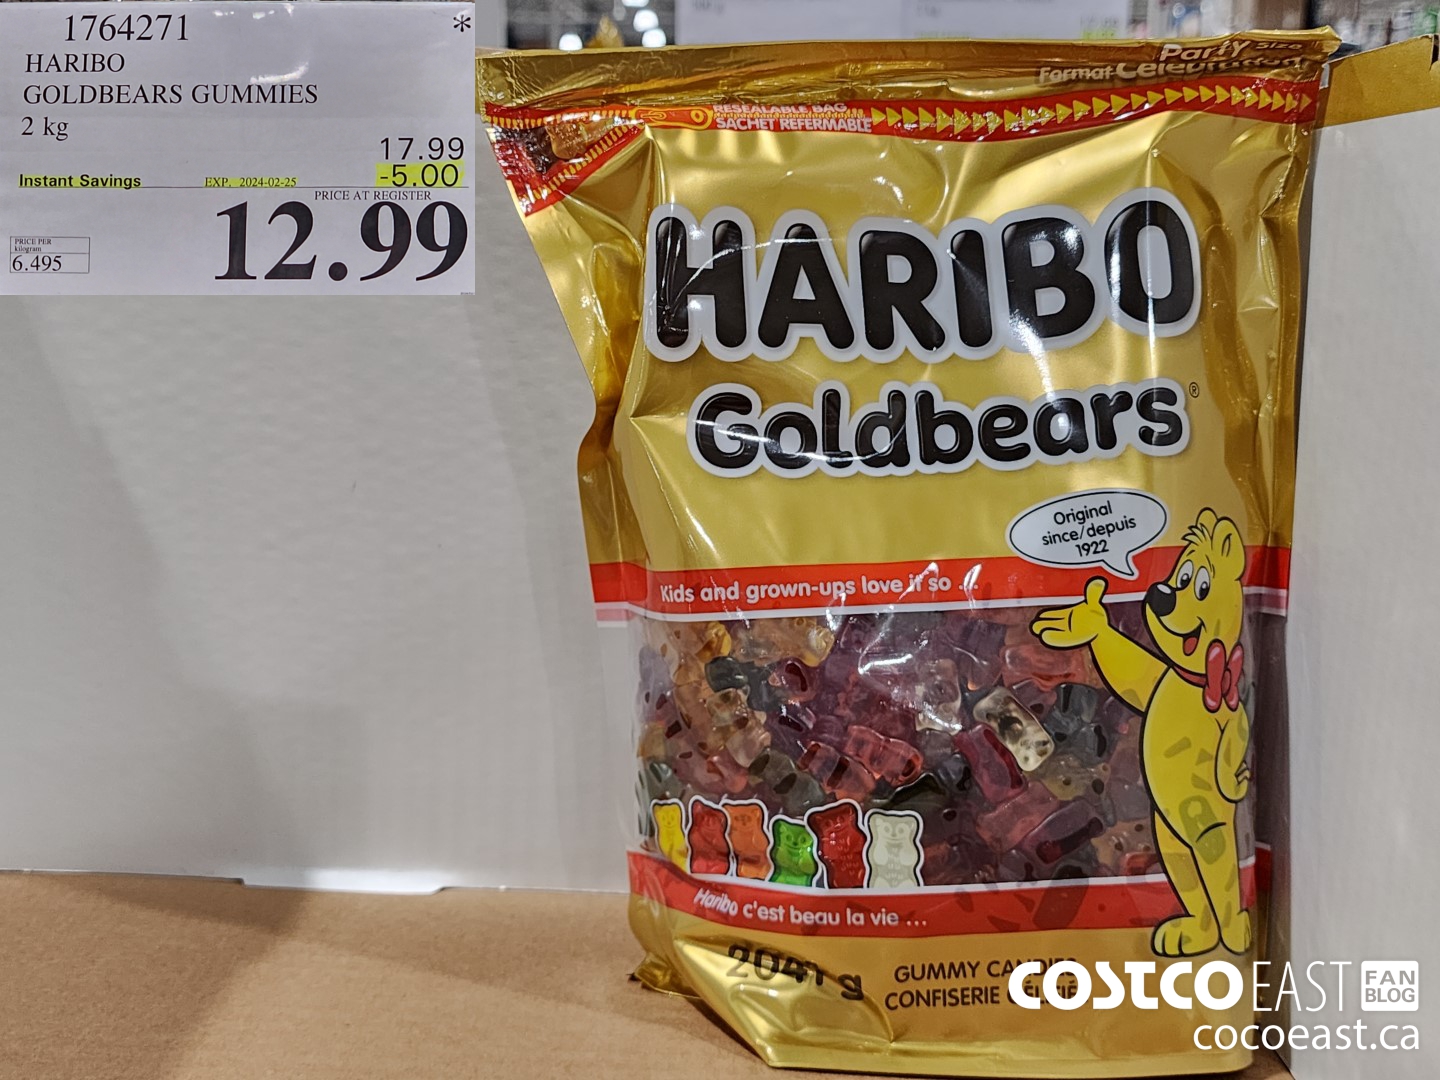 1764271 *
HARIBO
GOLDBEARS GUMMIES
2 kg
17.99
Instant Savings EXP. 2024-02-25 -5.00
PRICE AT REGISTER
12.99
PRICE PER
kilogram
6.495
Party Size
Format Celebration
RESEALABLE BAG
SACHET REFERMABLE
HARIBO
Goldbears®
Original
since/depuis
1922
Kids and grown-ups love it so ...
Haribo c'est beau la vie ...
2041 g
GUMMY CANDIES
CONFISERIE GÉLIFIÉE
COSTCO EAST FAN
BLOG
cocoeast.ca